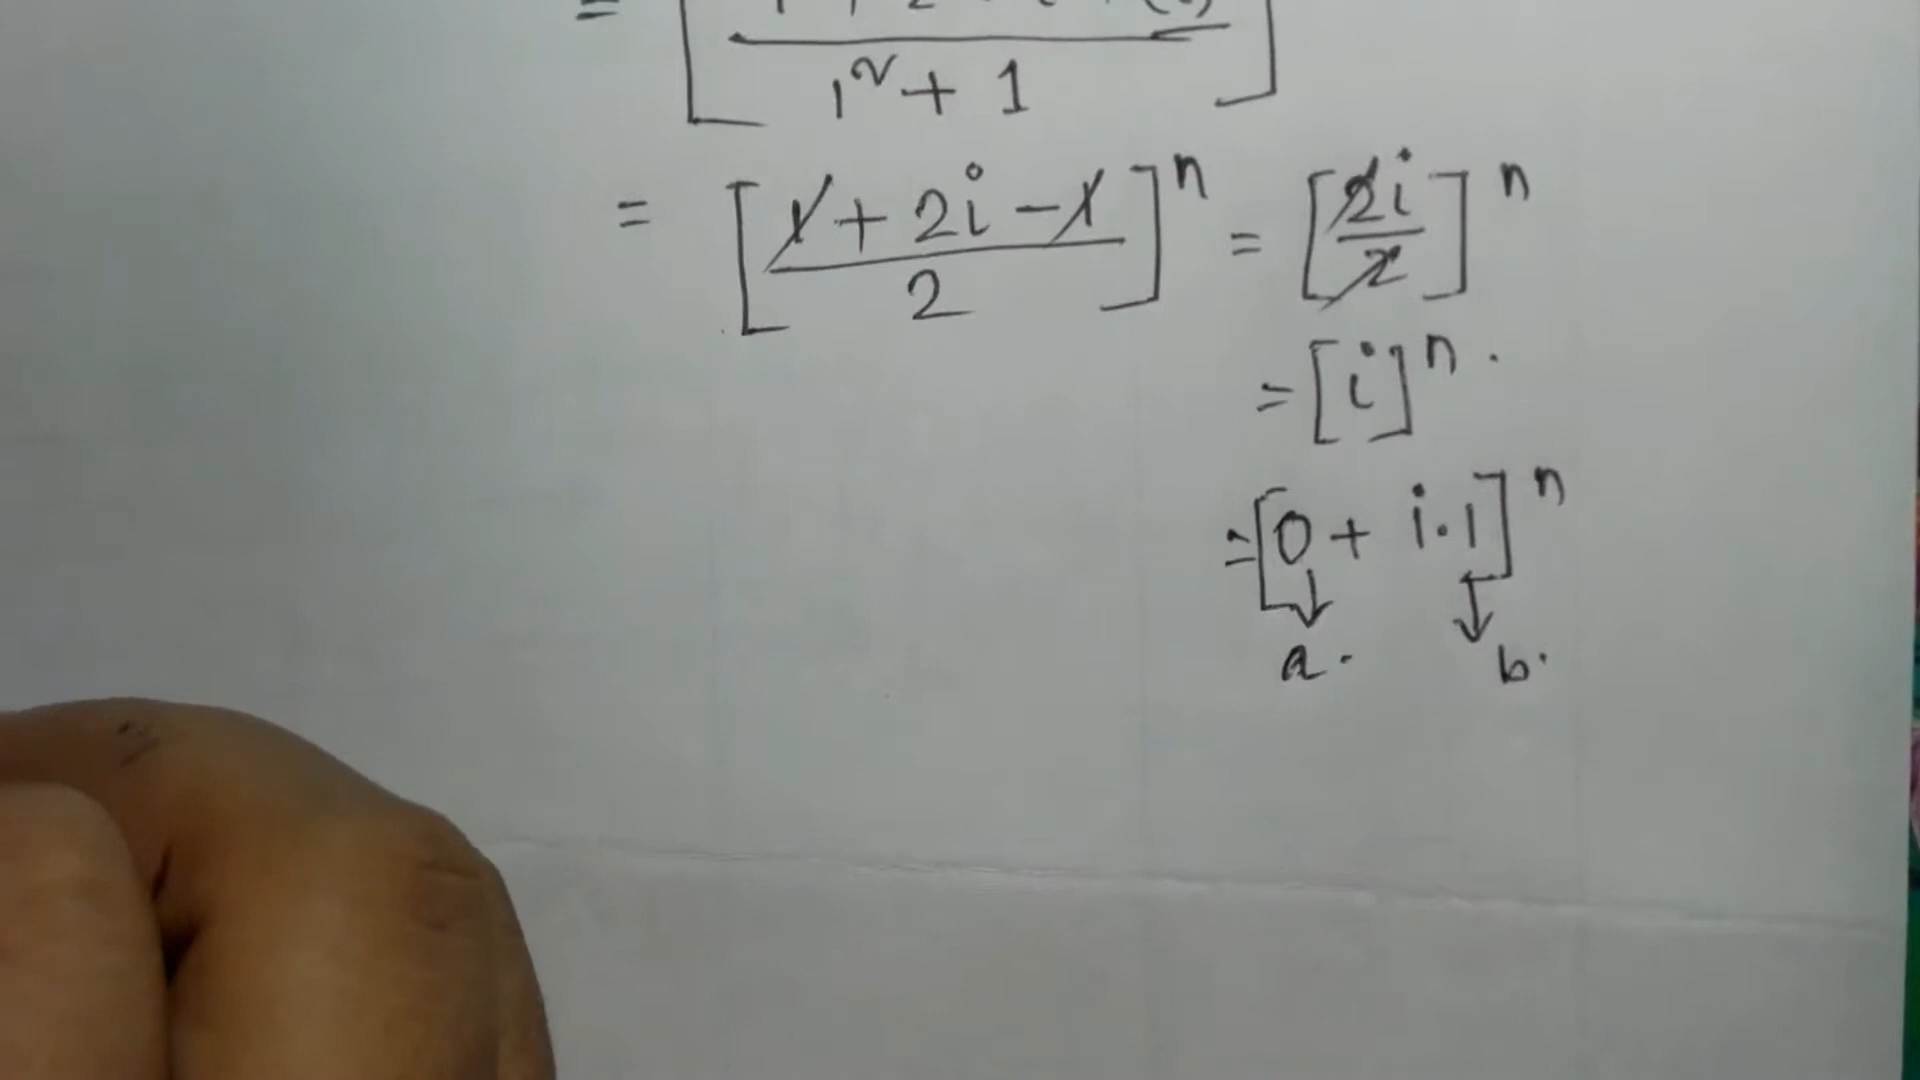 =
1² + 1
= [1 + 2i - 1 / 2]ⁿ = [2i / 2]ⁿ
= [i]ⁿ.
= [0 + i.1]ⁿ
a. b.